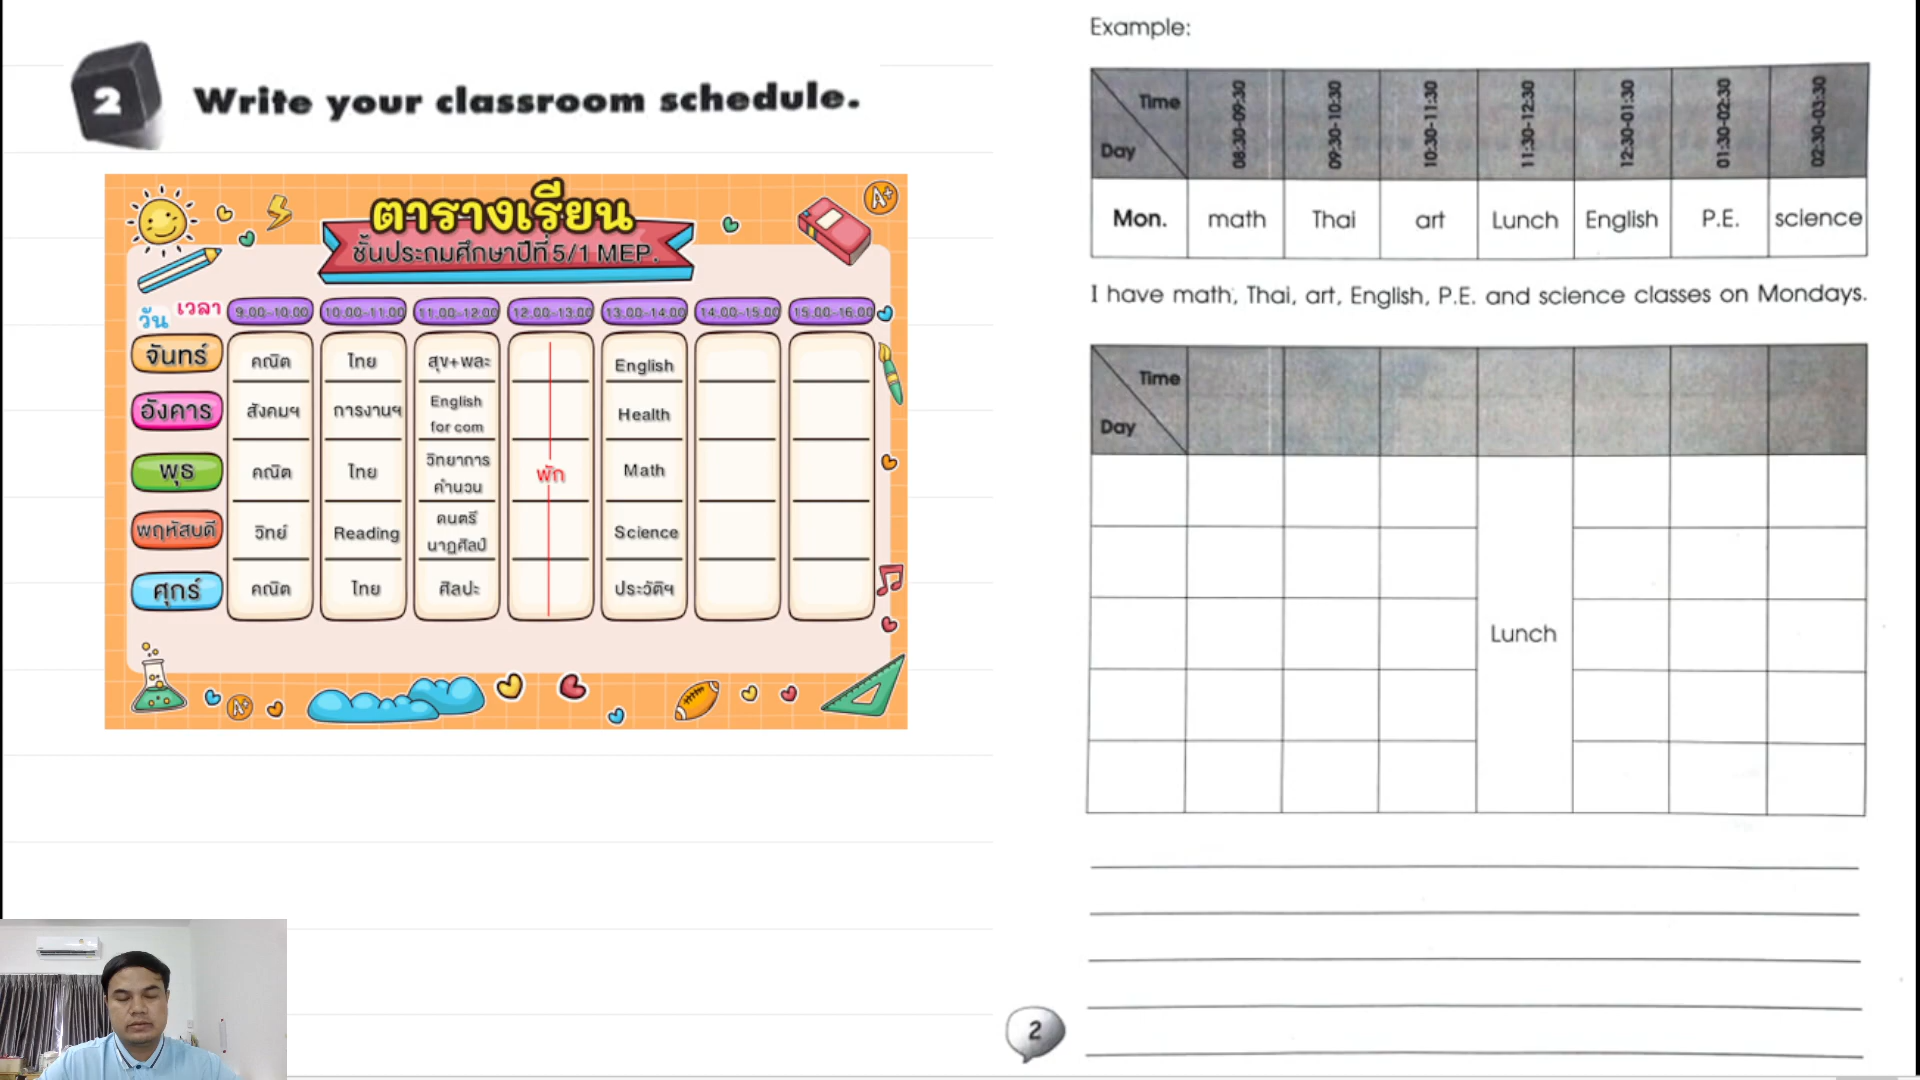 2 Write your classroom schedule.
ตารางเรียน
ชั้นประถมศึกษาปีที่ 5/1 MEP.
วัน เวลา 9:00-10:00 10:00-11:00 11:00-12:00 12:00-13:00 13:00-14:00 14:00-15:00 15:00-16:00
จันทร์ คณิต ไทย สุข+พละ English
อังคาร สังคมฯ การงานฯ English for com Health
พุธ คณิต ไทย วิทยาการ คำนวน พัก Math
พฤหัสบดี วิทย์ Reading ดนตรี นาฏศิลป์ Science
ศุกร์ คณิต ไทย ศิลปะ ประวัติฯ
A+
A+
Example:
Time Day 08:30-09:30 09:30-10:30 10:30-11:30 11:30-12:30 12:30-01:30 01:30-02:30 02:30-03:30
Mon. math Thai art Lunch English P.E. science
I have math, Thai, art, English, P.E. and science classes on Mondays.
Time Day
Lunch
2